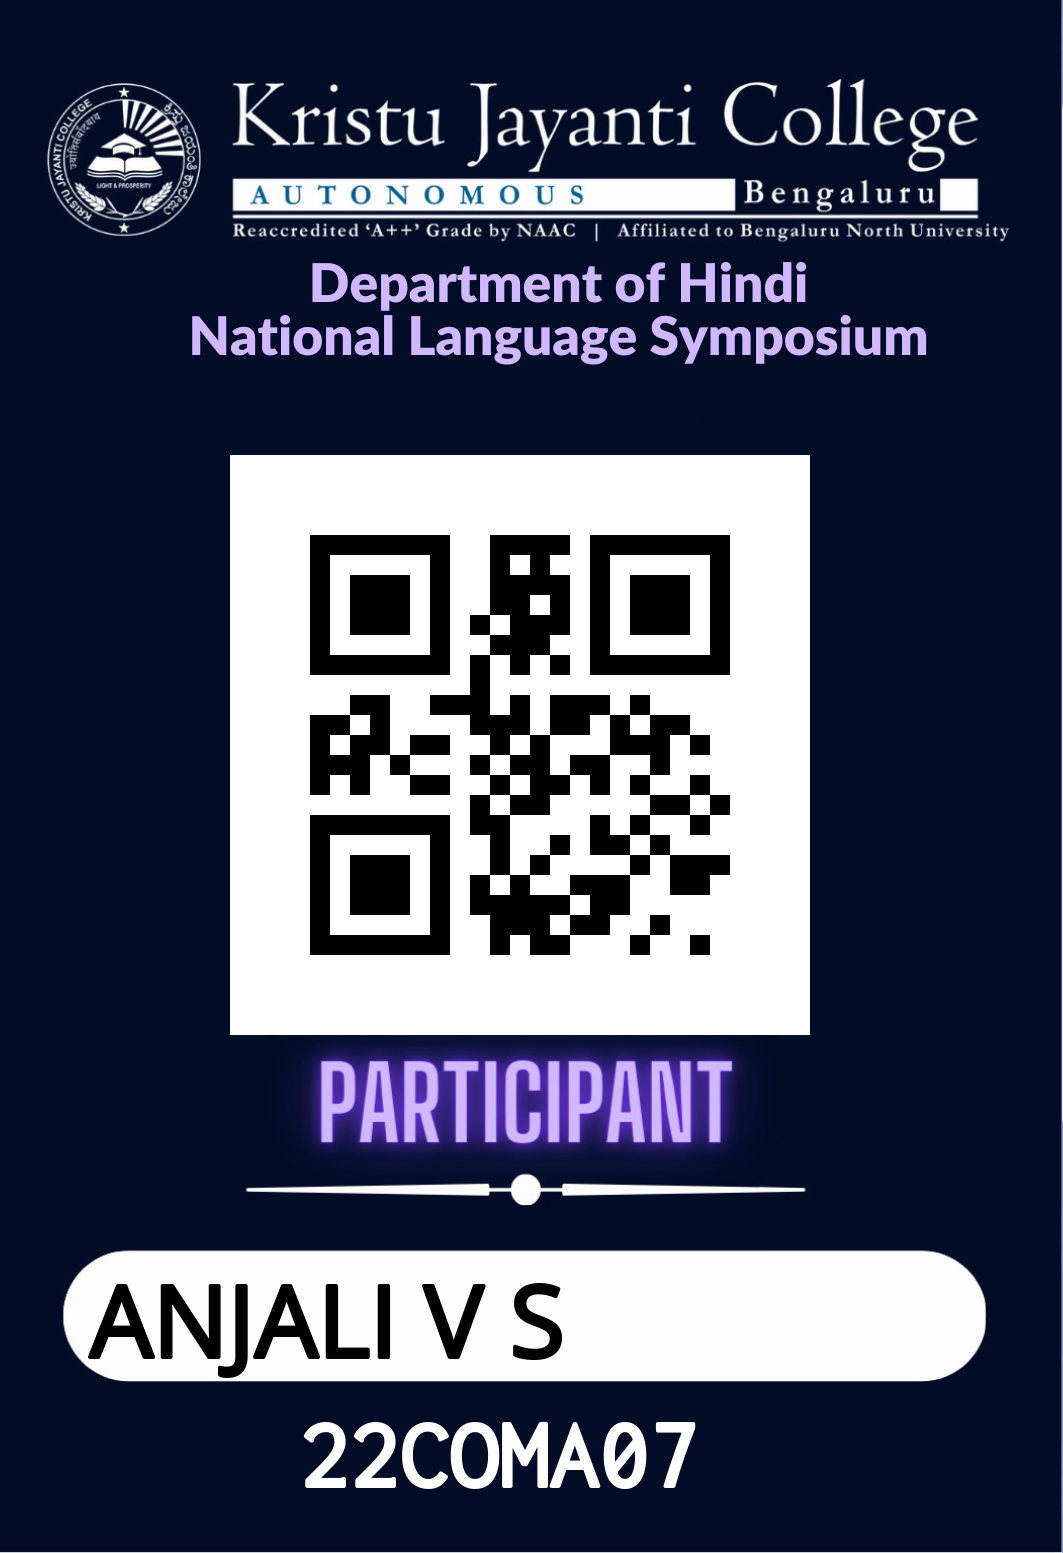 KRISTU JAYANTI COLLEGE
ज्योतिर्समृद्धियाय
LIGHT & PROSPERITY
Kristu Jayanti College
AUTONOMOUS Bengaluru
Reaccredited ‘A++’ Grade by NAAC | Affiliated to Bengaluru North University
Department of Hindi
National Language Symposium
PARTICIPANT
ANJALI V S
22COMA07